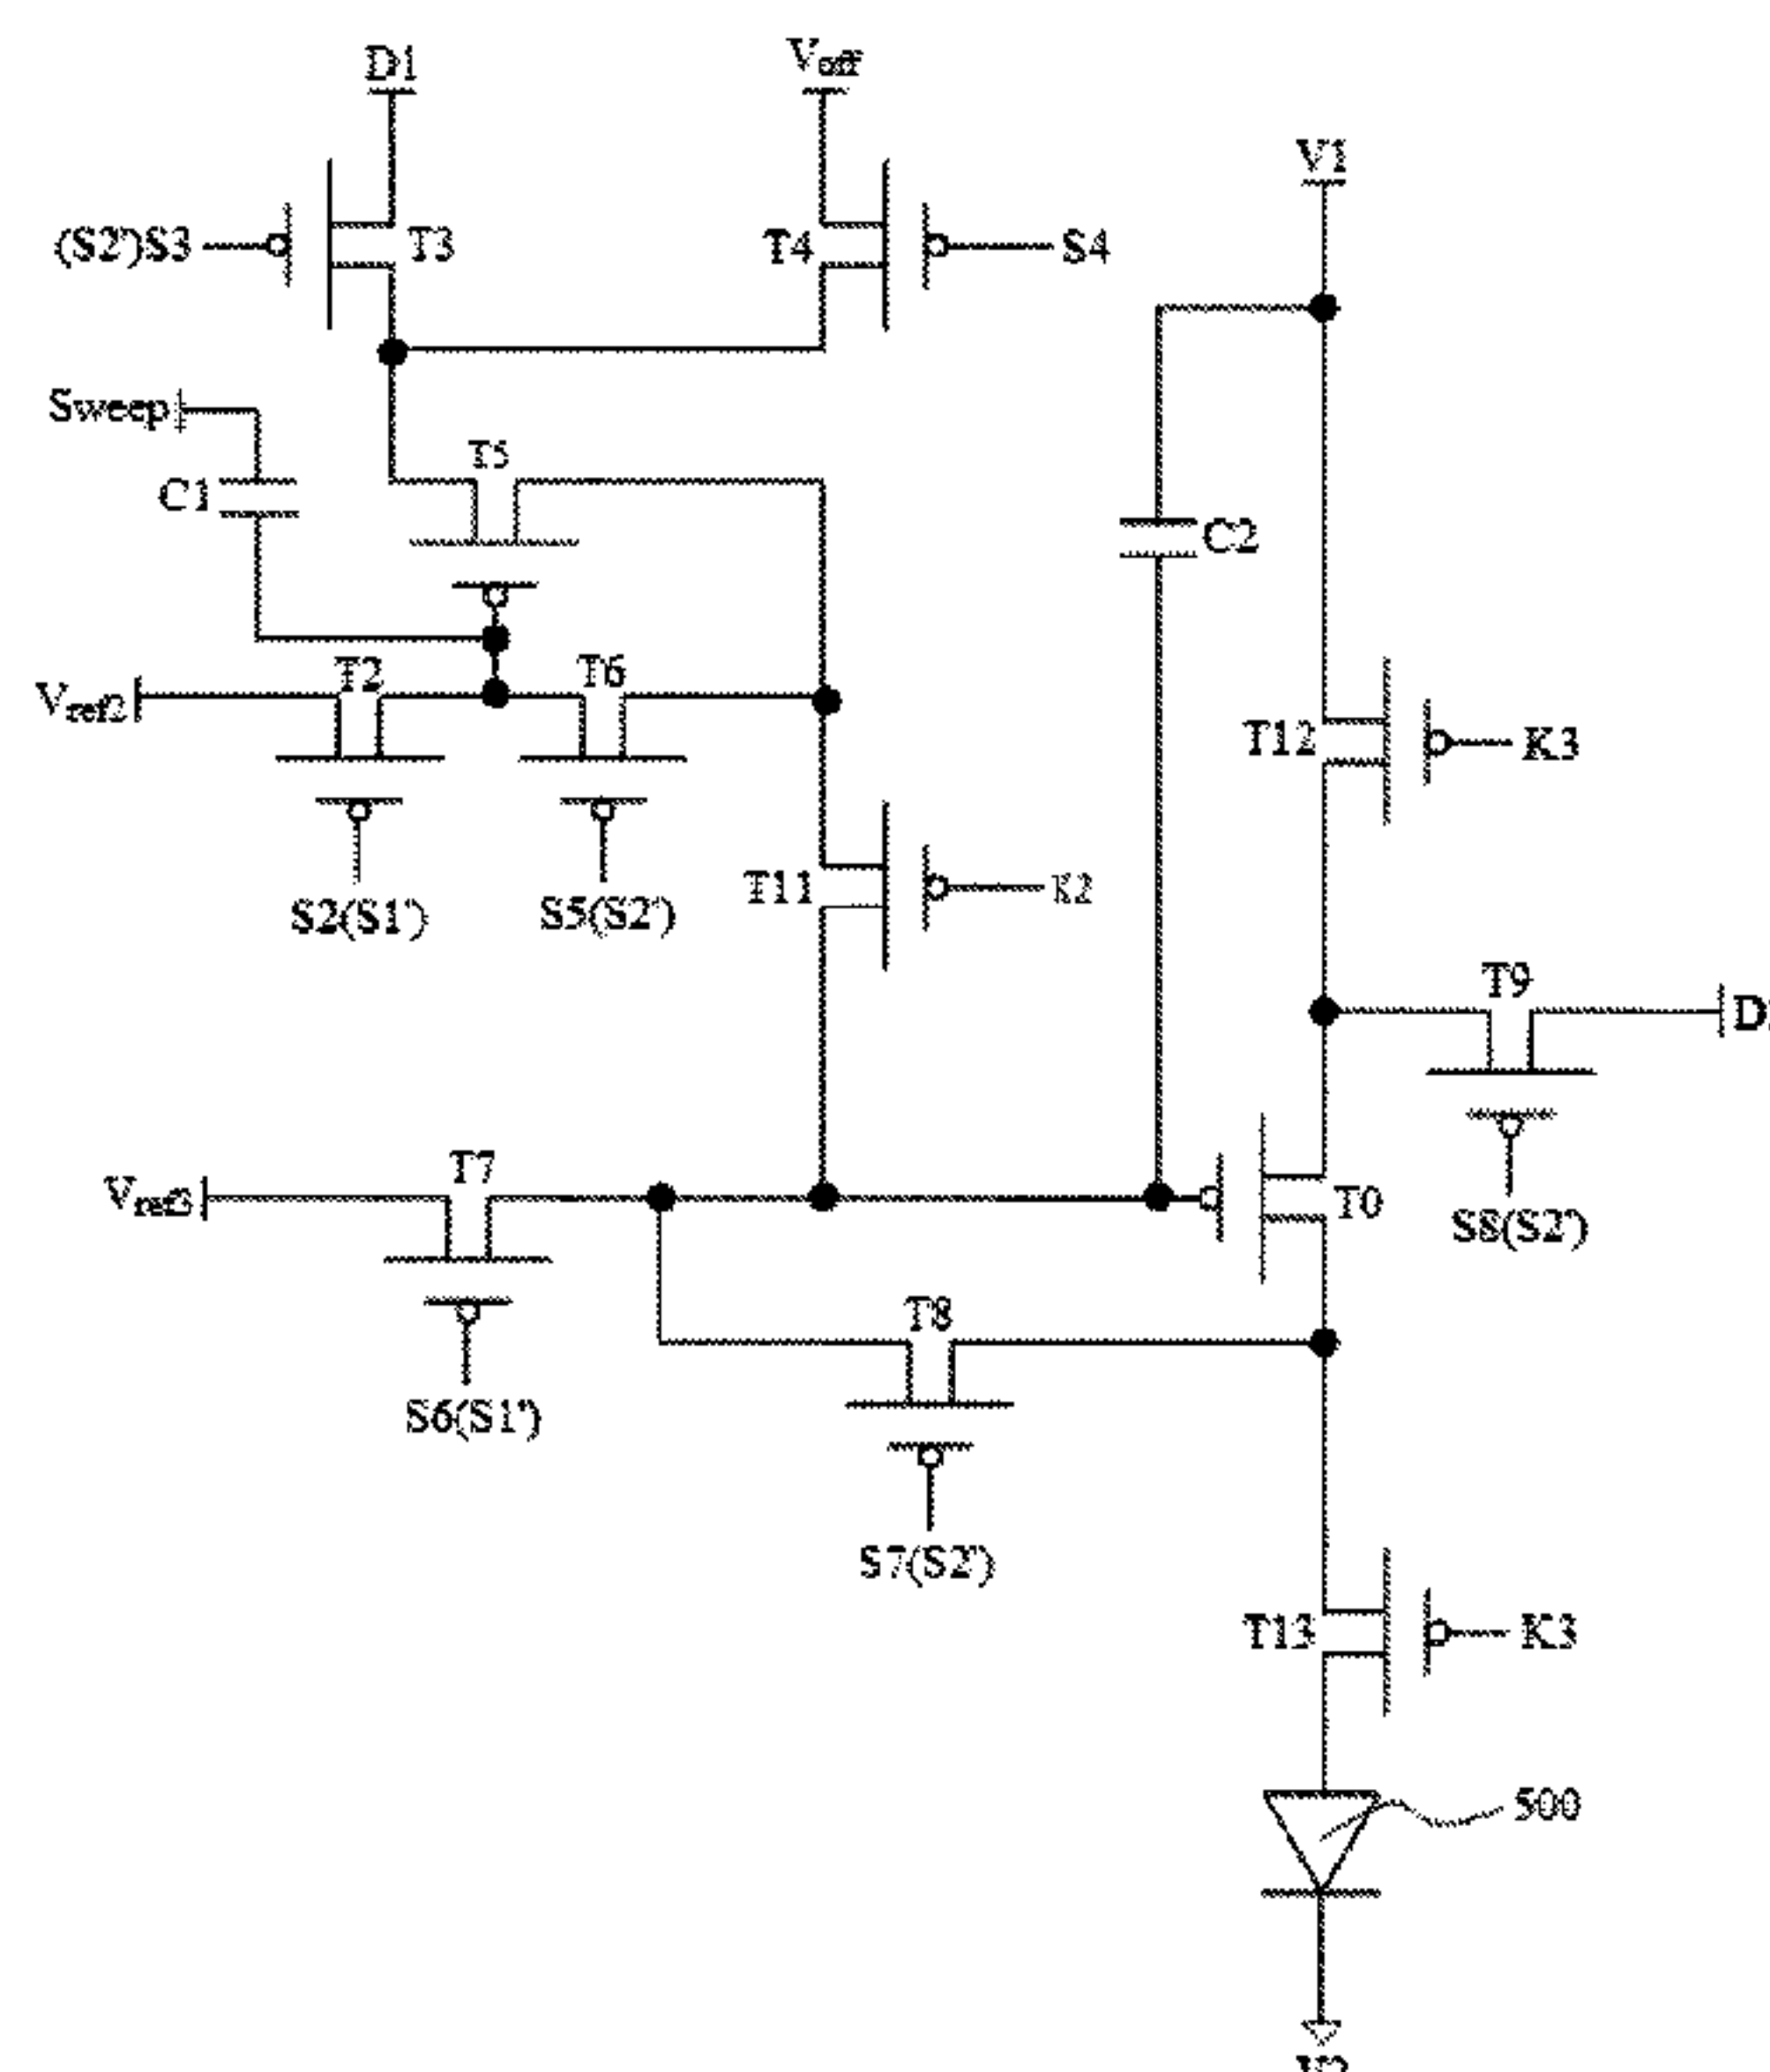 D1
Voff
V1
(S2')S3
T3
T4
S4
Sweep
T5
C1
C2
T2
T6
Vref2
T12
K3
T11
K2
S2(S1')
S5(S2')
T9
T7
Vref3
T0
S8(S2')
T8
S6(S1')
S7(S2')
T13
K3
500